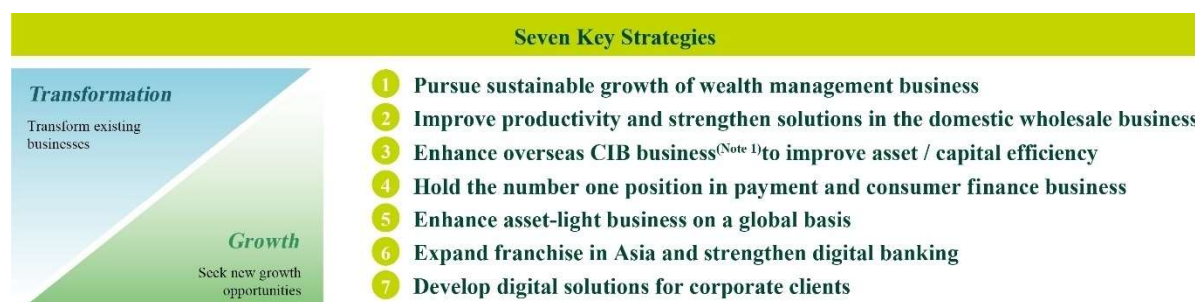 Seven Key Strategies
Transformation
Transform existing
businesses
Growth
Seek new growth
opportunities
1 Pursue sustainable growth of wealth management business
2 Improve productivity and strengthen solutions in the domestic wholesale business
3 Enhance overseas CIB business(Note 1)to improve asset / capital efficiency
4 Hold the number one position in payment and consumer finance business
5 Enhance asset-light business on a global basis
6 Expand franchise in Asia and strengthen digital banking
7 Develop digital solutions for corporate clients